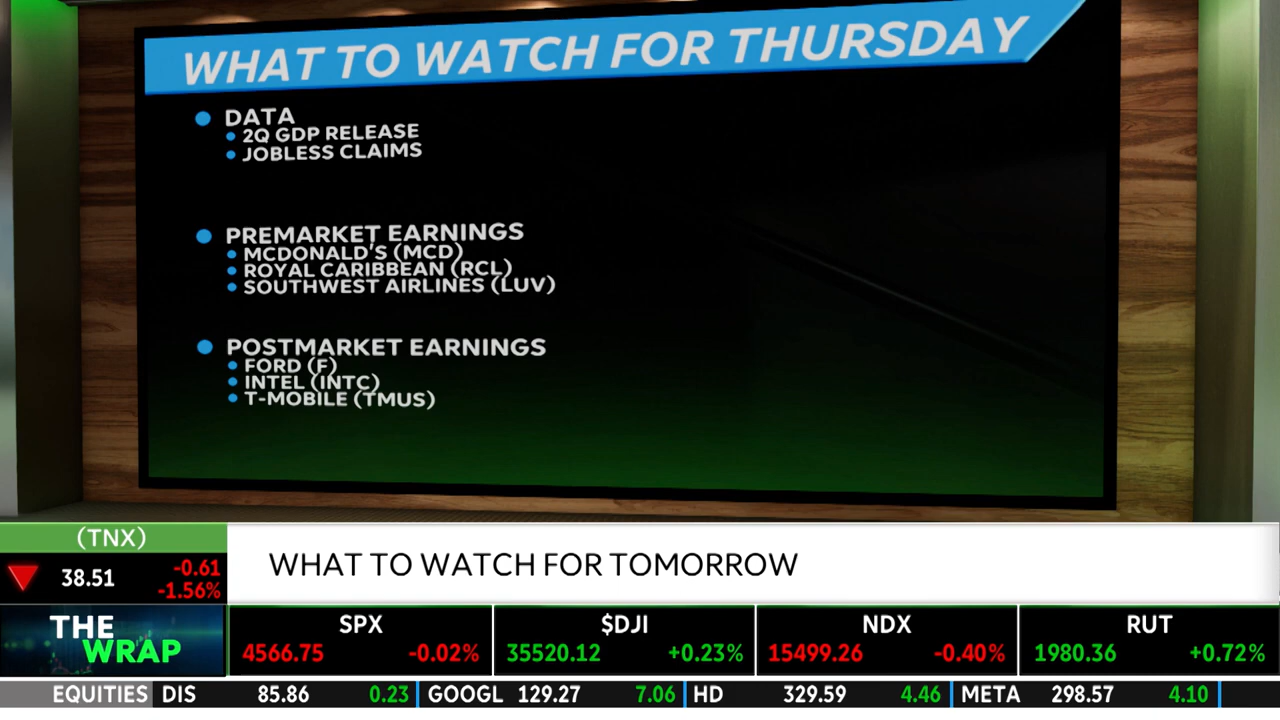 WHAT TO WATCH FOR THURSDAY
DATA
2Q GDP RELEASE
JOBLESS CLAIMS
PREMARKET EARNINGS
MCDONALD'S (MCD)
ROYAL CARIBBEAN (RCL)
SOUTHWEST AIRLINES (LUV)
POSTMARKET EARNINGS
FORD (F)
INTEL (INTC)
T-MOBILE (TMUS)
(TNX)
38.51 -0.61
-1.56%
WHAT TO WATCH FOR TOMORROW
THE
WRAP
SPX
4566.75 -0.02%
$DJI
35520.12 +0.23%
NDX
15499.26 -0.40%
RUT
1980.36 +0.72%
EQUITIES DIS 85.86 0.23 GOOGL 129.27 7.06 HD 329.59 4.46 META 298.57 4.10